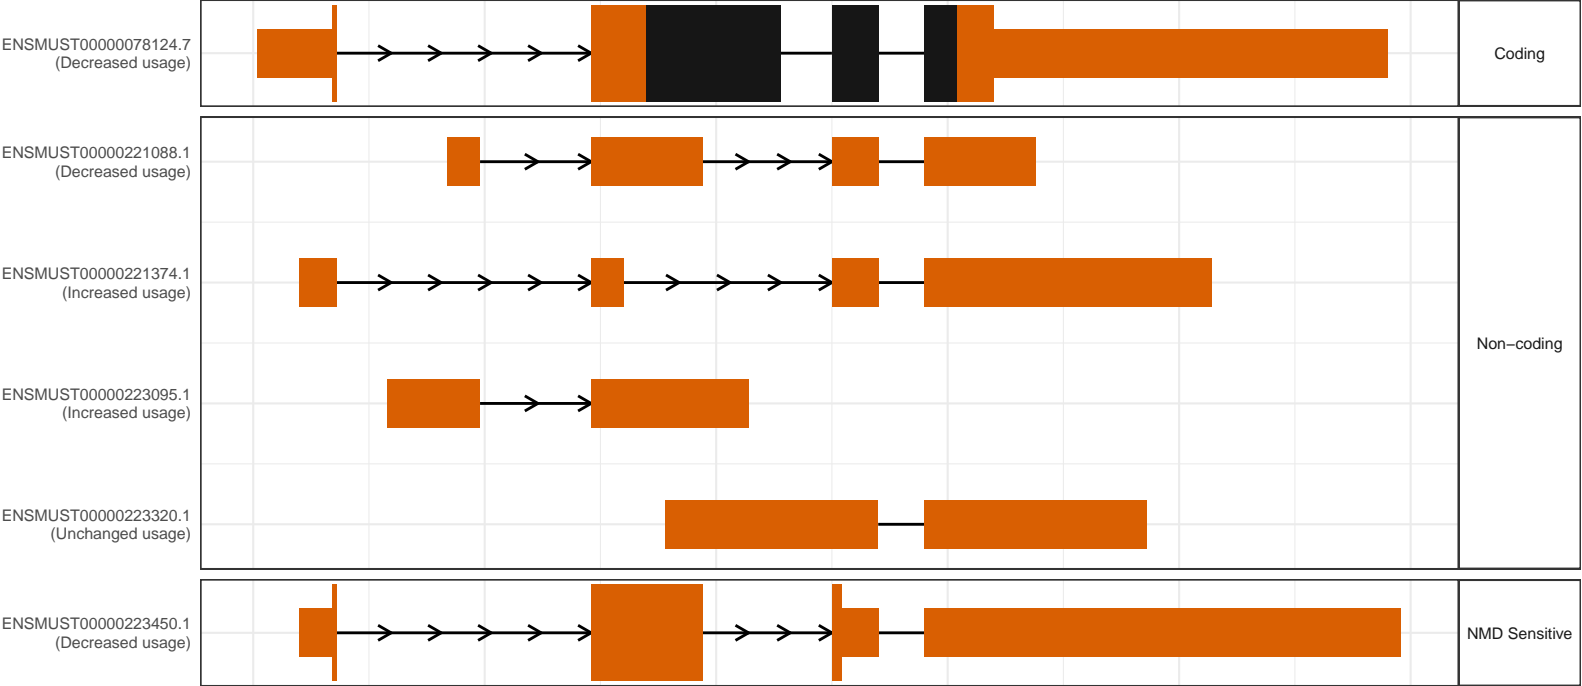 ENSMUST00000078124.7
(Decreased usage)
Coding
ENSMUST00000221088.1
(Decreased usage)
ENSMUST00000221374.1
(Increased usage)
Non−coding
ENSMUST00000223095.1
(Increased usage)
ENSMUST00000223320.1
(Unchanged usage)
ENSMUST00000223450.1
(Decreased usage)
NMD Sensitive